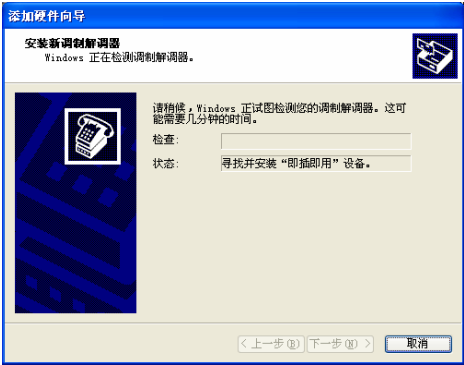 添加硬件向导
安装新调制解调器
Windows 正在检测调制解调器。
请稍候，Windows 正试图检测您的调制解调器。这可
能需要几分钟的时间。
检查:
状态:
寻找并安装“即插即用”设备。
< 上一步(B)
下一步(N) >
取消